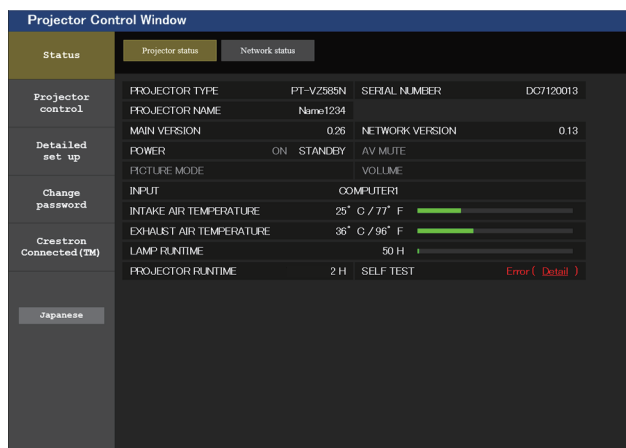 Projector Control Window
Status
Projector status
Network status
Projector
control
Detailed
set up
Change
password
Crestron
Connected(TM)
Japanese
PROJECTOR TYPE PT-VZ585N SERIAL NUMBER DC7120013
PROJECTOR NAME Name1234
MAIN VERSION 0.26 NETWORK VERSION 0.13
POWER ON STANDBY AV MUTE
PICTURE MODE VOLUME
INPUT COMPUTER1
INTAKE AIR TEMPERATURE 25° C / 77° F
EXHAUST AIR TEMPERATURE 36° C / 96° F
LAMP RUNTIME 50 H
PROJECTOR RUNTIME 2 H SELF TEST Error ( Detail )